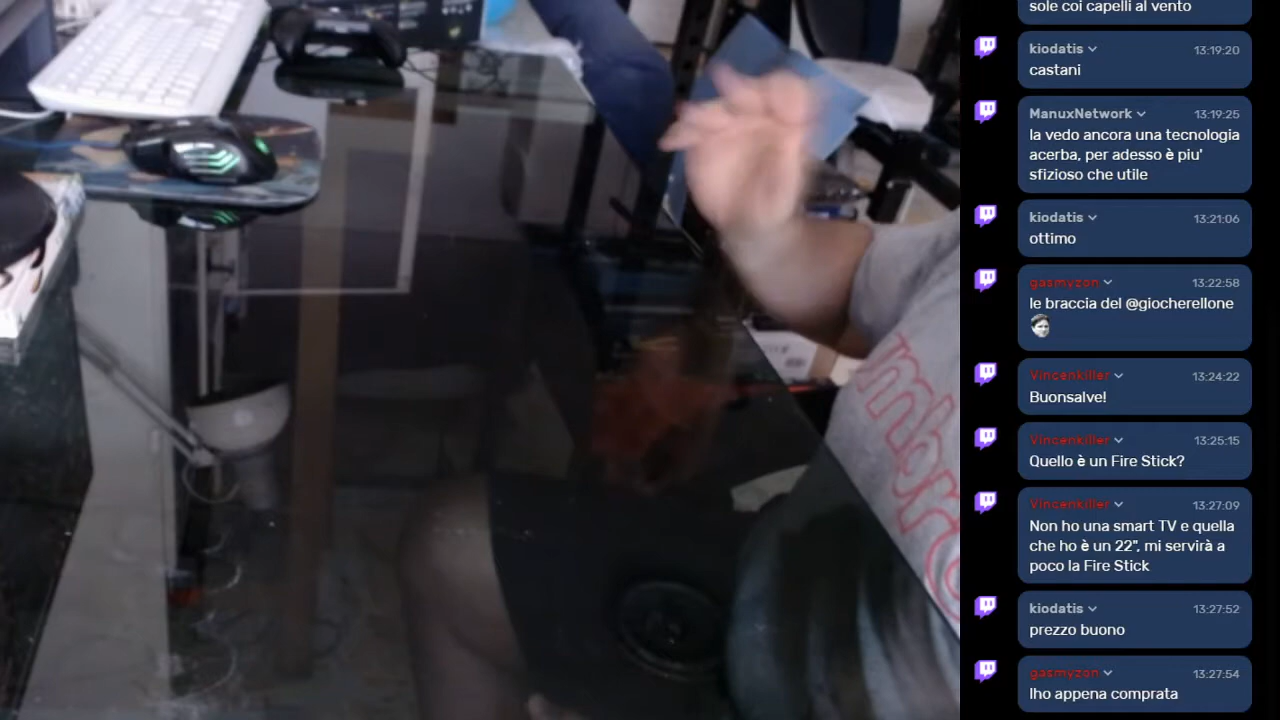 sole coi capelli al vento
kiodatis 13:19:20
castani
ManuxNetwork 13:19:25
la vedo ancora una tecnologia
acerba, per adesso è piu'
sfizioso che utile
kiodatis 13:21:06
ottimo
gasmyzon 13:22:58
le braccia del @giocherellone
Vincenkiller 13:24:22
Buonsalve!
Vincenkiller 13:25:15
Quello è un Fire Stick?
Vincenkiller 13:27:09
Non ho una smart TV e quella
che ho è un 22", mi servirà a
poco la Fire Stick
kiodatis 13:27:52
prezzo buono
gasmyzon 13:27:54
lho appena comprata
umbro